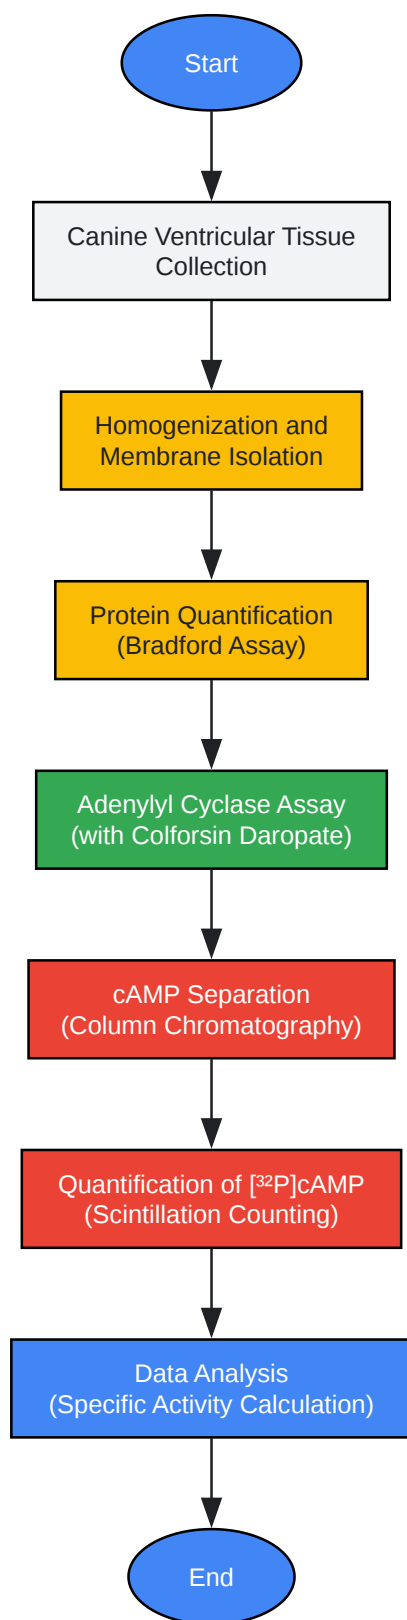 Start
Canine Ventricular Tissue
Collection
Homogenization and
Membrane Isolation
Protein Quantification
(Bradford Assay)
Adenylyl Cyclase Assay
(with Colforsin Daropate)
cAMP Separation
(Column Chromatography)
Quantification of [³²P]cAMP
(Scintillation Counting)
Data Analysis
(Specific Activity Calculation)
End